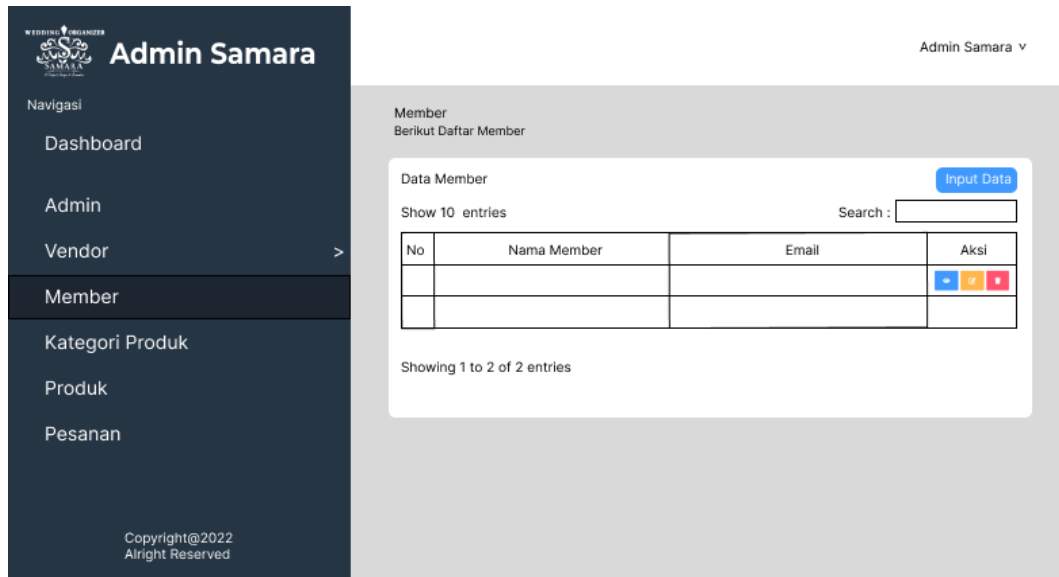 WEDDING ORGANIZER
SAMARA
Admin Samara
Admin Samara v
Navigasi
Dashboard
Admin
Vendor >
Member
Kategori Produk
Produk
Pesanan
Copyright@2022
Alright Reserved
Member
Berikut Daftar Member
Data Member
Input Data
Show 10 entries
Search :
No Nama Member Email Aksi
Showing 1 to 2 of 2 entries